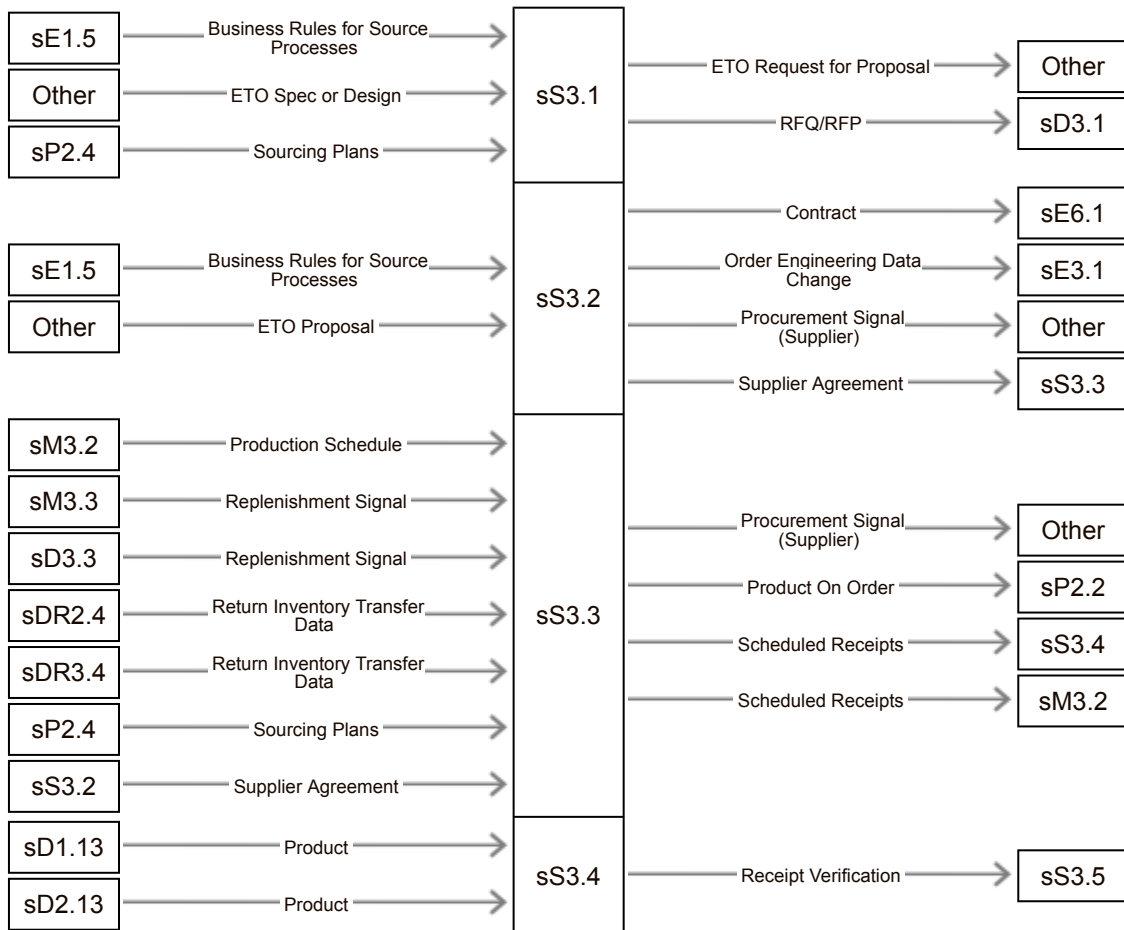 sE1.5
Business Rules for Source
Processes
Other
ETO Spec or Design
sP2.4
Sourcing Plans
sS3.1
ETO Request for Proposal
Other
RFQ/RFP
sD3.1
sE1.5
Business Rules for Source
Processes
Other
ETO Proposal
sS3.2
Contract
sE6.1
Order Engineering Data
Change
sE3.1
Procurement Signal
(Supplier)
Other
Supplier Agreement
sS3.3
sM3.2
Production Schedule
sM3.3
Replenishment Signal
sD3.3
Replenishment Signal
sDR2.4
Return Inventory Transfer
Data
sDR3.4
Return Inventory Transfer
Data
sP2.4
Sourcing Plans
sS3.2
Supplier Agreement
sS3.3
Procurement Signal
(Supplier)
Other
Product On Order
sP2.2
Scheduled Receipts
sS3.4
Scheduled Receipts
sM3.2
sD1.13
Product
sD2.13
Product
sS3.4
Receipt Verification
sS3.5